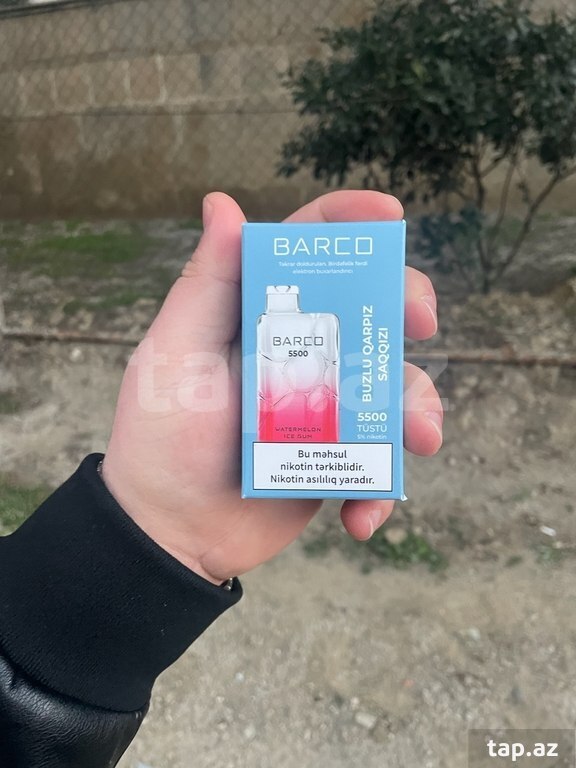 BARCO
Təkrar doldurulan. Birdəfəlik fərdi
elektron buxarlandırıcı
BARCO
5500
WATERMELON
ICE GUM
BUZLU QARPIZ
SAQQIZI
5500
TÜSTÜ
5% nikotin
Bu məhsul
nikotin tərkiblidir.
Nikotin asılılıq yaradır.
tap.az
tap.az